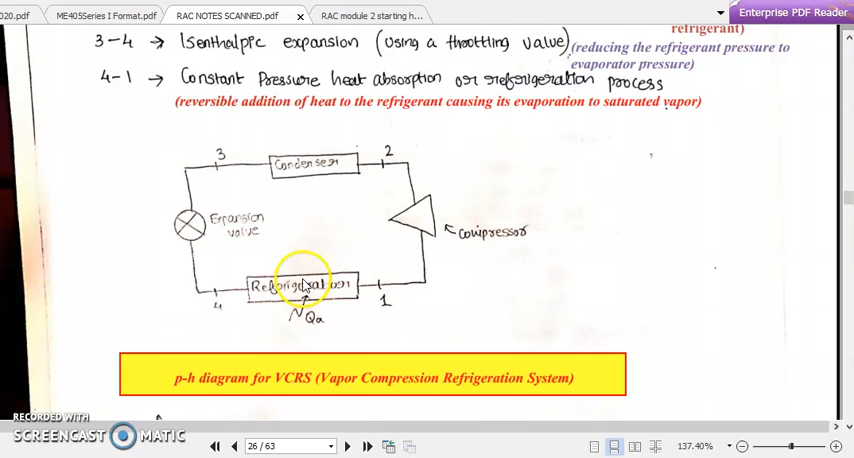 020.pdf
ME405Series I Format.pdf
RAC NOTES SCANNED.pdf
RAC module 2 starting h...
Enterprise PDF Reader
refrigerant)
3-4 → Isenthalpic expansion (using a throttling valve)
(reducing the refrigerant pressure to
evaporator pressure)
4-1 → Constant Pressure heat absorption or refrigeration process
(reversible addition of heat to the refrigerant causing its evaporation to saturated vapor)
3
Condenser
2
Expansion
valve
Compressor
4
Refrigeration
1
Qa
p-h diagram for VCRS (Vapor Compression Refrigeration System)
RECORDED WITH
SCREENCAST MATIC
26 / 63
137.40%